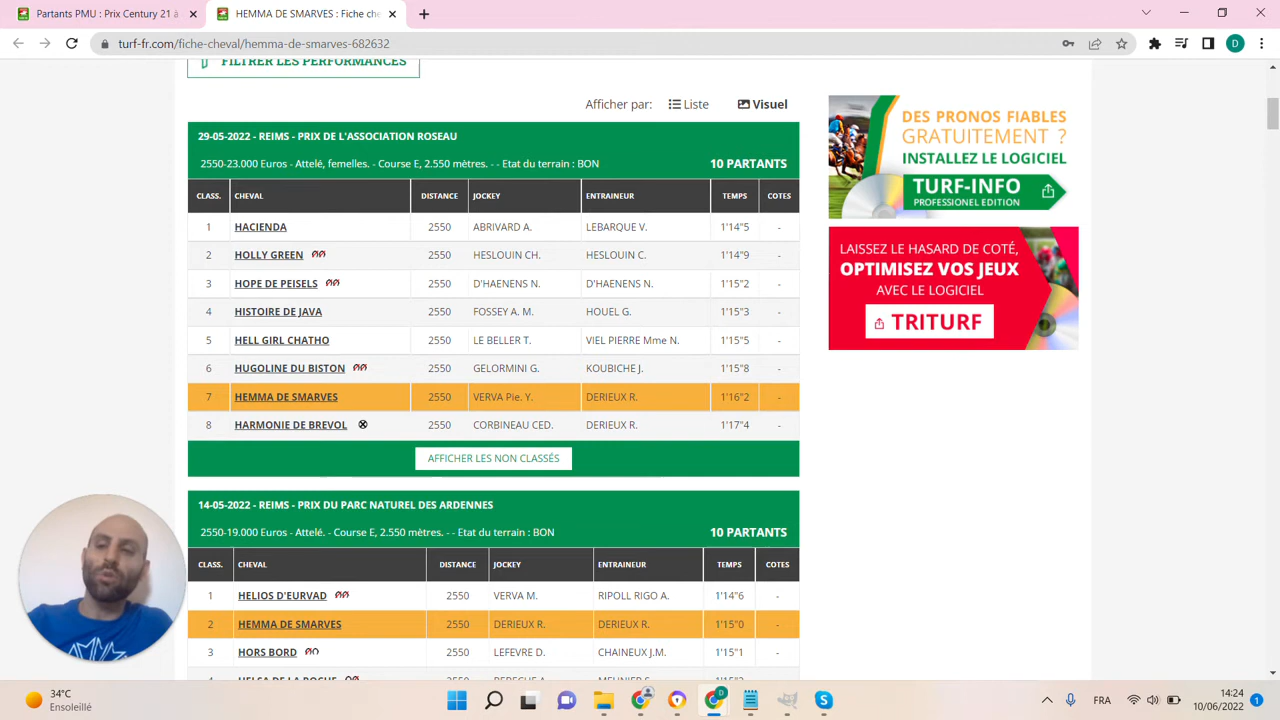 Partants PMU : Prix Century 21 à
HEMMA DE SMARVES : Fiche che
turf-fr.com/fiche-cheval/hemma-de-smarves-682632
FILTRER LES PERFORMANCES
Afficher par: Liste Visuel
29-05-2022 - REIMS - PRIX DE L'ASSOCIATION ROSEAU
2550-23.000 Euros - Attelé, femelles. - Course E, 2.550 mètres. - - Etat du terrain : BON 10 PARTANTS
CLASS. CHEVAL DISTANCE JOCKEY ENTRAINEUR TEMPS COTES
1 HACIENDA 2550 ABRIVARD A. LEBARQUE V. 1'14"5 -
2 HOLLY GREEN 2550 HESLOUIN CH. HESLOUIN C. 1'14"9 -
3 HOPE DE PEISELS 2550 D'HAENENS N. D'HAENENS N. 1'15"2 -
4 HISTOIRE DE JAVA 2550 FOSSEY A. M. HOUEL G. 1'15"3 -
5 HELL GIRL CHATHO 2550 LE BELLER T. VIEL PIERRE Mme N. 1'15"5 -
6 HUGOLINE DU BISTON 2550 GELORMINI G. KOUBICHE J. 1'15"8 -
7 HEMMA DE SMARVES 2550 VERVA Pie. Y. DERIEUX R. 1'16"2 -
8 HARMONIE DE BREVOL 2550 CORBINEAU CED. DERIEUX R. 1'17"4 -
AFFICHER LES NON CLASSÉS
14-05-2022 - REIMS - PRIX DU PARC NATUREL DES ARDENNES
2550-19.000 Euros - Attelé. - Course E, 2.550 mètres. - - Etat du terrain : BON 10 PARTANTS
CLASS. CHEVAL DISTANCE JOCKEY ENTRAINEUR TEMPS COTES
1 HELIOS D'EURVAD 2550 VERVA M. RIPOLL RIGO A. 1'14"6 -
2 HEMMA DE SMARVES 2550 DERIEUX R. DERIEUX R. 1'15"0 -
3 HORS BORD 2550 LEFEVRE D. CHAINEUX J.M. 1'15"1 -
DES PRONOS FIABLES
GRATUITEMENT ?
INSTALLEZ LE LOGICIEL
TURF-INFO
PROFESSIONEL EDITION
LAISSEZ LE HASARD DE COTÉ,
OPTIMISEZ VOS JEUX
AVEC LE LOGICIEL
TRITURF
D
34°C
Ensoleillé
D
FRA
14:24
10/06/2022
1